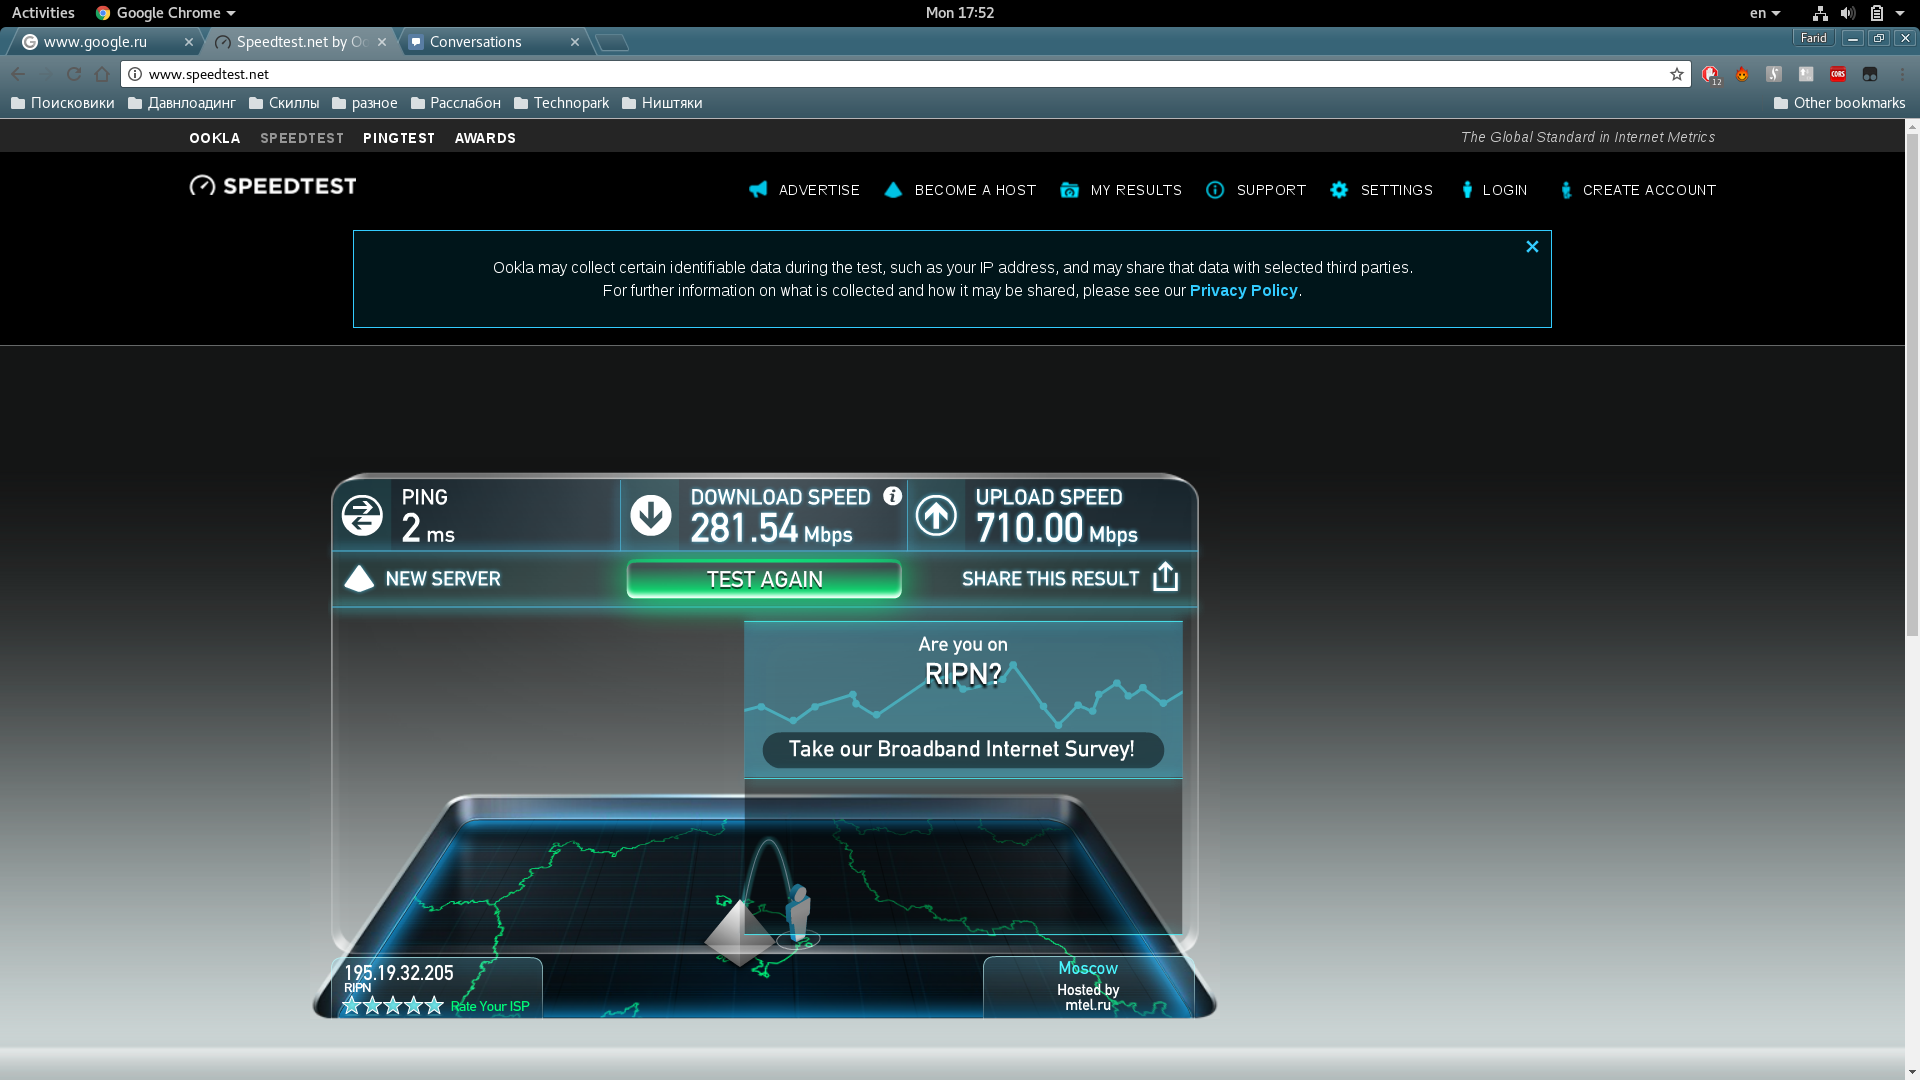 Activities
Google Chrome
Mon 17:52
en
www.google.ru
Speedtest.net by Oo
Conversations
Farid
www.speedtest.net
12
CORS
Поисковики
Давнлоадинг
Скиллы
разное
Расслабон
Technopark
Ништяки
Other bookmarks
OOKLA
SPEEDTEST
PINGTEST
AWARDS
The Global Standard in Internet Metrics
SPEEDTEST
ADVERTISE
BECOME A HOST
MY RESULTS
SUPPORT
SETTINGS
LOGIN
CREATE ACCOUNT
Ookla may collect certain identifiable data during the test, such as your IP address, and may share that data with selected third parties.
For further information on what is collected and how it may be shared, please see our Privacy Policy.
PING
2 ms
DOWNLOAD SPEED
281.54 Mbps
UPLOAD SPEED
710.00 Mbps
NEW SERVER
TEST AGAIN
SHARE THIS RESULT
Are you on
RIPN?
Take our Broadband Internet Survey!
195.19.32.205
RIPN
Rate Your ISP
Moscow
Hosted by
mtel.ru